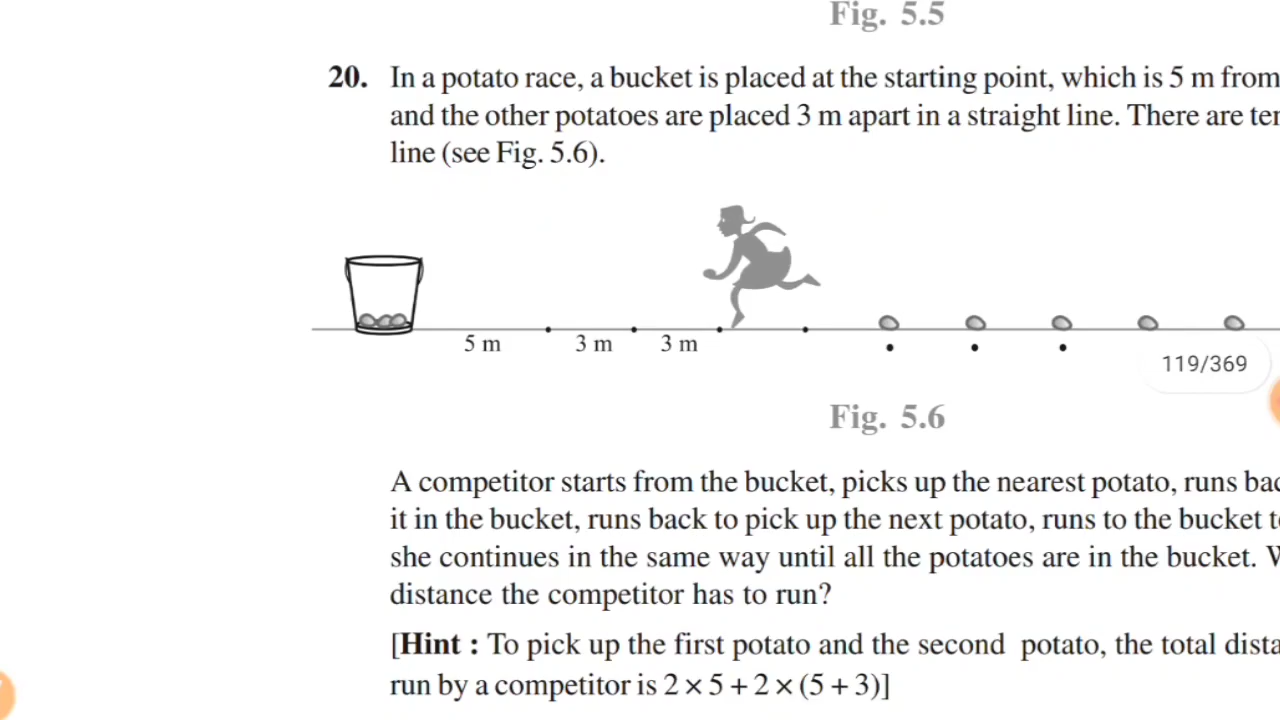 Fig. 5.5
20. In a potato race, a bucket is placed at the starting point, which is 5 m from
and the other potatoes are placed 3 m apart in a straight line. There are
line (see Fig. 5.6).
5 m 3 m 3 m
119/369
Fig. 5.6
A competitor starts from the bucket, picks up the nearest potato, runs
it in the bucket, runs back to pick up the next potato, runs to the bucket
she continues in the same way until all the potatoes are in the bucket.
distance the competitor has to run?
[Hint : To pick up the first potato and the second potato, the total
run by a competitor is 2 × 5 + 2 × (5 + 3)]